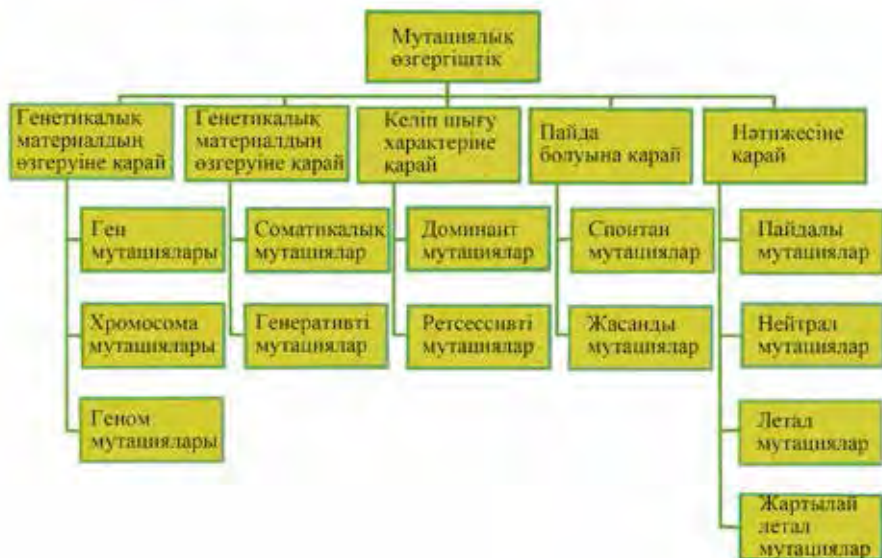 Мутациялық
өзгергіштік
Генетикалық
материалдың
өзгеруіне қарай
Генетикалық
материалдың
өзгеруіне қарай
Келіп шығу
характеріне
қарай
Пайда
болуына қарай
Нәтижесіне
қарай
Ген
мутациялары
Соматикалық
мутациялар
Доминант
мутациялар
Спонтан
мутациялар
Пайдалы
мутациялар
Хромосома
мутациялары
Генеративті
мутациялар
Ретсессивті
мутациялар
Жасанды
мутациялар
Нейтрал
мутациялар
Геном
мутациялары
Летал
мутациялар
Жартылай
летал
мутациялар